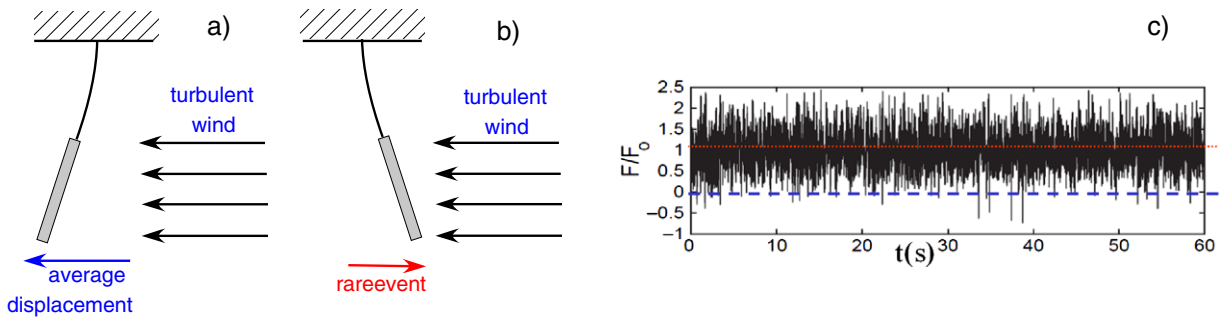 a)
turbulent
wind
average
displacement
b)
turbulent
wind
rareevent
c)
2.5
2
1.5
1
0.5
0
−0.5
−1
F/F₀
0
10
20
30
40
50
60
t(s)